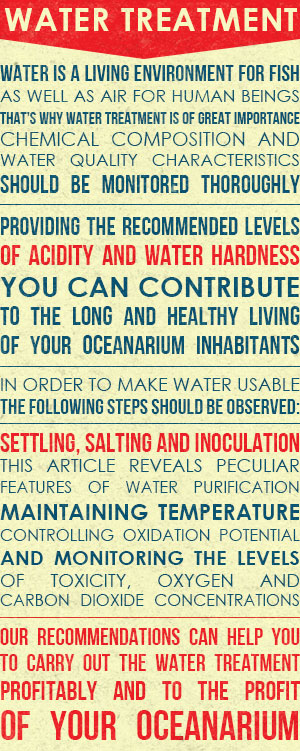 WATER TREATMENT
WATER IS A LIVING ENVIRONMENT FOR FISH
AS WELL AS AIR FOR HUMAN BEINGS
THAT'S WHY WATER TREATMENT IS OF GREAT IMPORTANCE
CHEMICAL COMPOSITION AND
WATER QUALITY CHARACTERISTICS
SHOULD BE MONITORED THOROUGHLY
PROVIDING THE RECOMMENDED LEVELS
OF ACIDITY AND WATER HARDNESS
YOU CAN CONTRIBUTE
TO THE LONG AND HEALTHY LIVING
OF YOUR OCEANARIUM INHABITANTS
IN ORDER TO MAKE WATER USABLE
THE FOLLOWING STEPS SHOULD BE OBSERVED:
SETTLING, SALTING AND INOCULATION
THIS ARTICLE REVEALS PECULIAR
FEATURES OF WATER PURIFICATION
MAINTAINING TEMPERATURE
CONTROLLING OXIDATION POTENTIAL
AND MONITORING THE LEVELS
OF TOXICITY, OXYGEN AND
CARBON DIOXIDE CONCENTRATIONS
OUR RECOMMENDATIONS CAN HELP YOU
TO CARRY OUT THE WATER TREATMENT
PROFITABLY AND TO THE PROFIT
OF YOUR OCEANARIUM